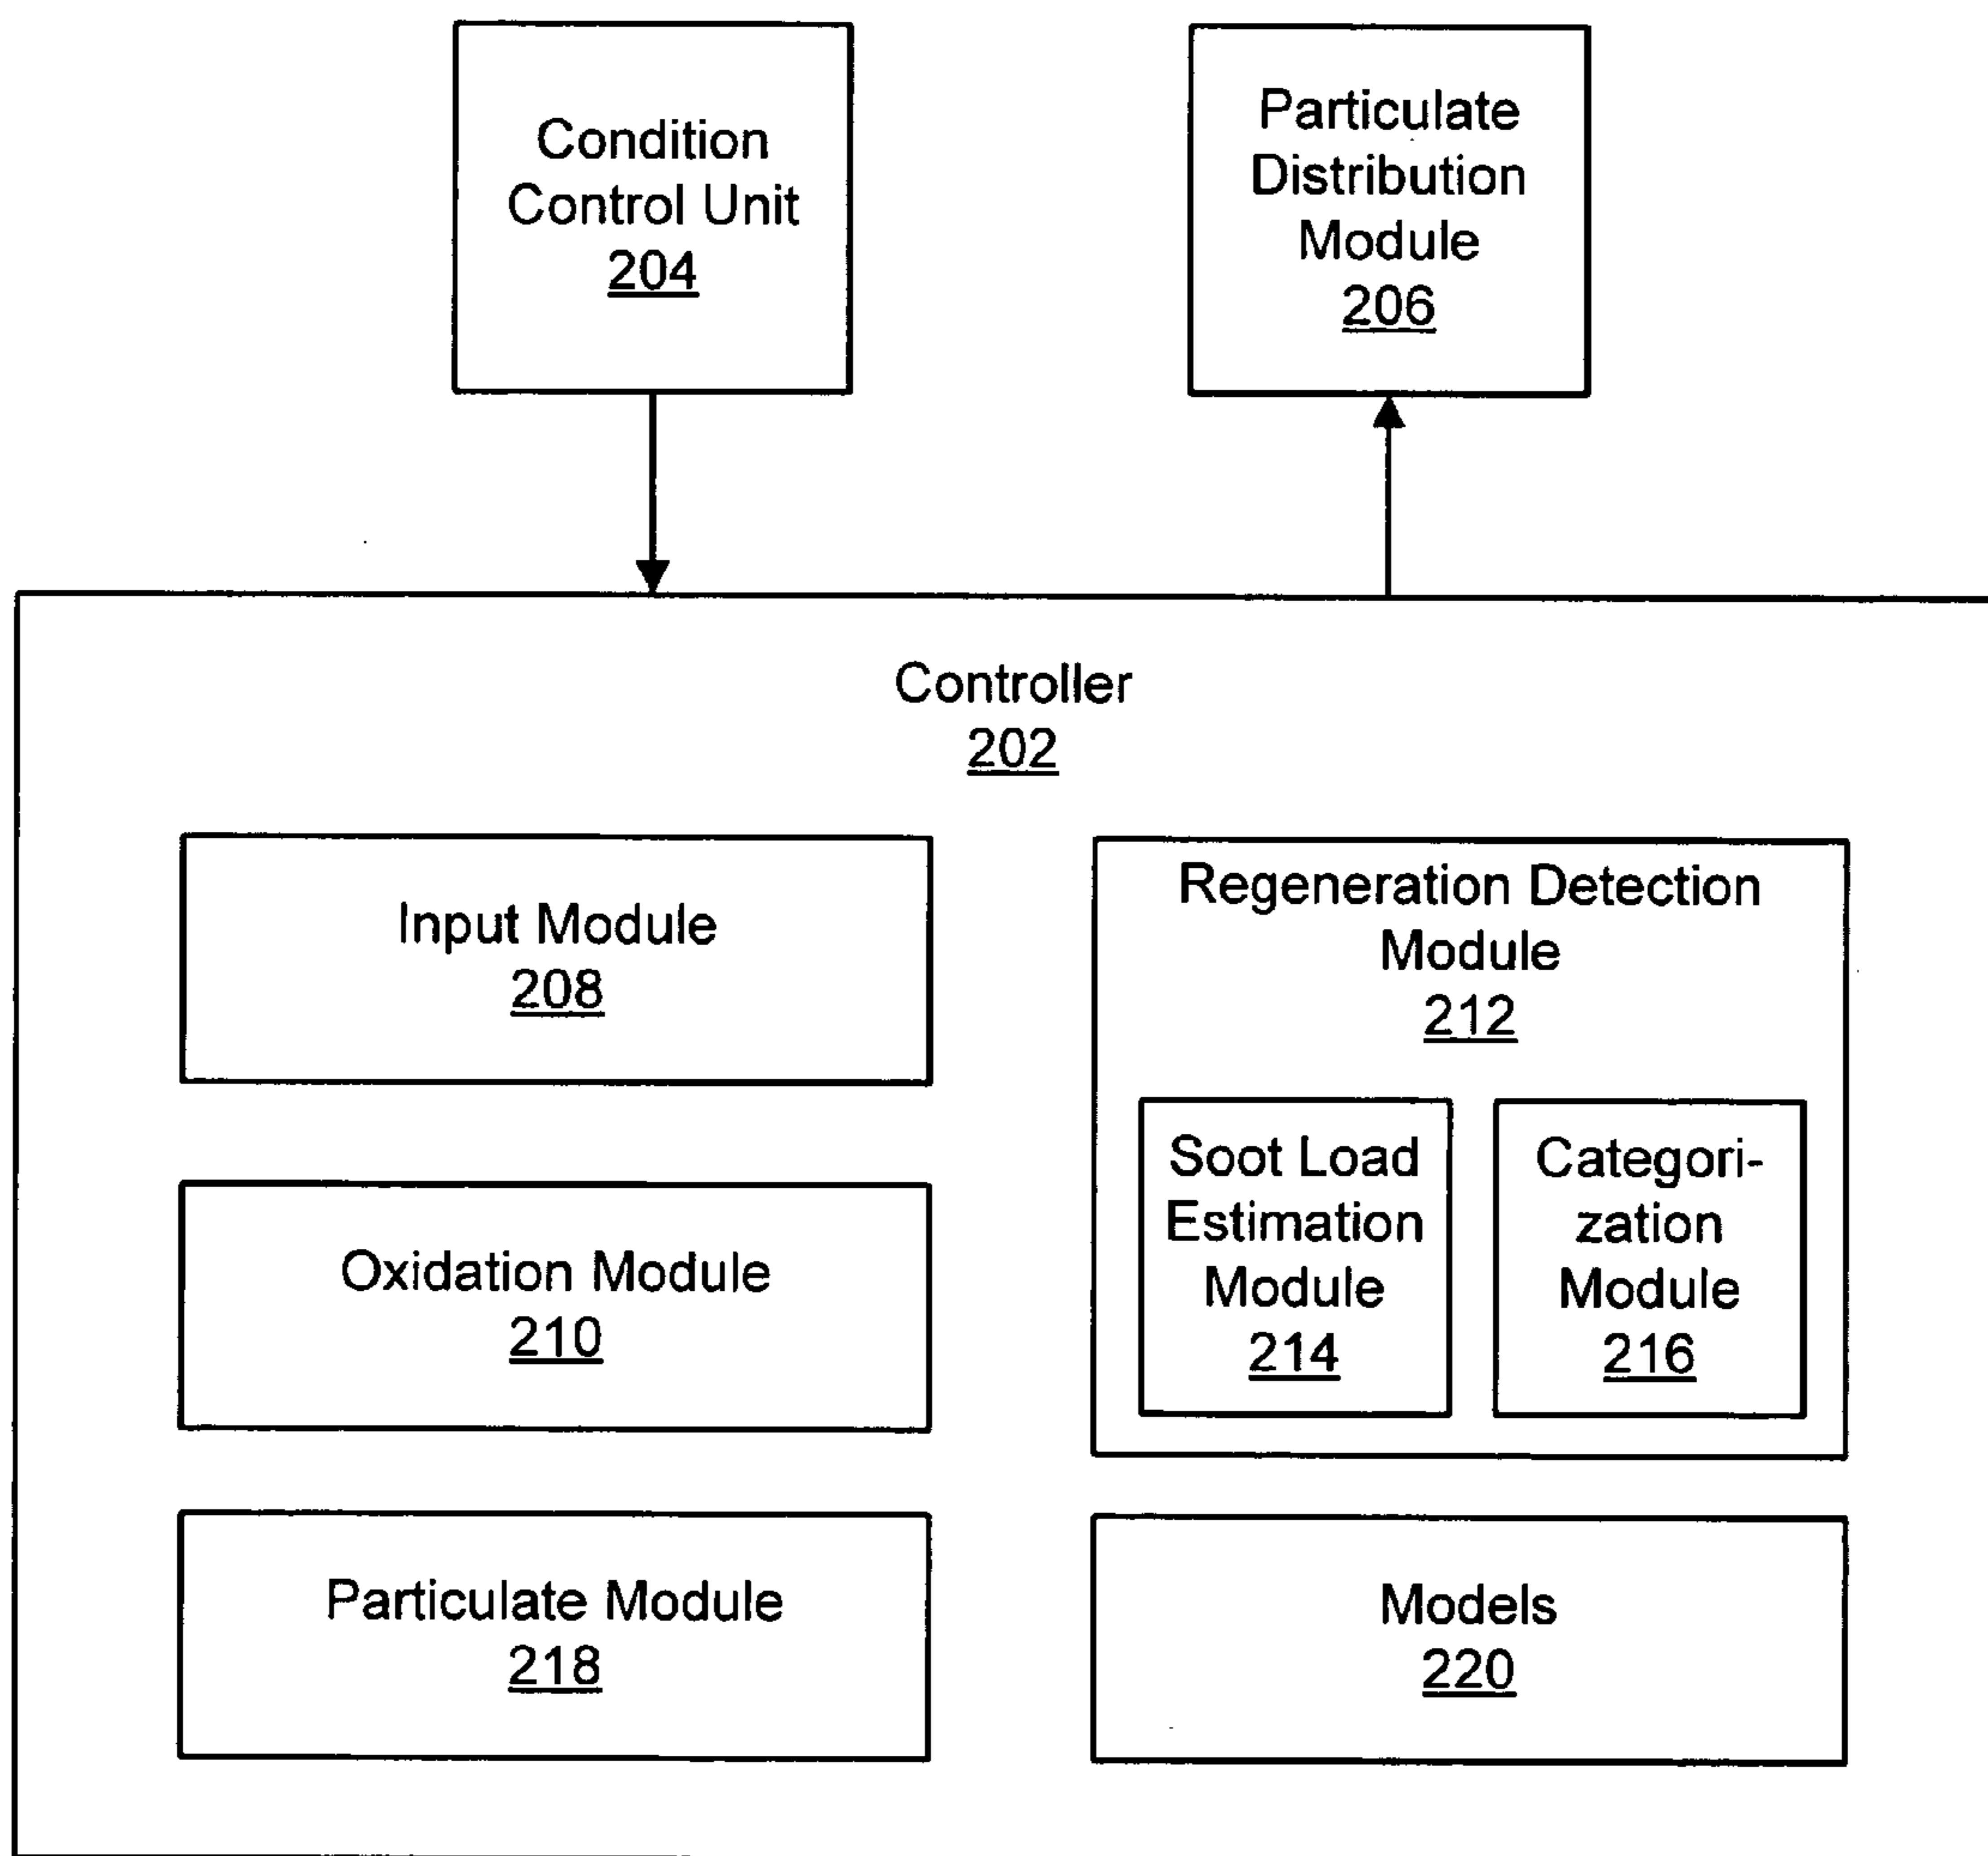 Condition
Control Unit
204
Particulate
Distribution
Module
206
Controller
202
Input Module
208
Regeneration Detection
Module
212
Soot Load
Estimation
Module
214
Categori-
zation
Module
216
Oxidation Module
210
Particulate Module
218
Models
220